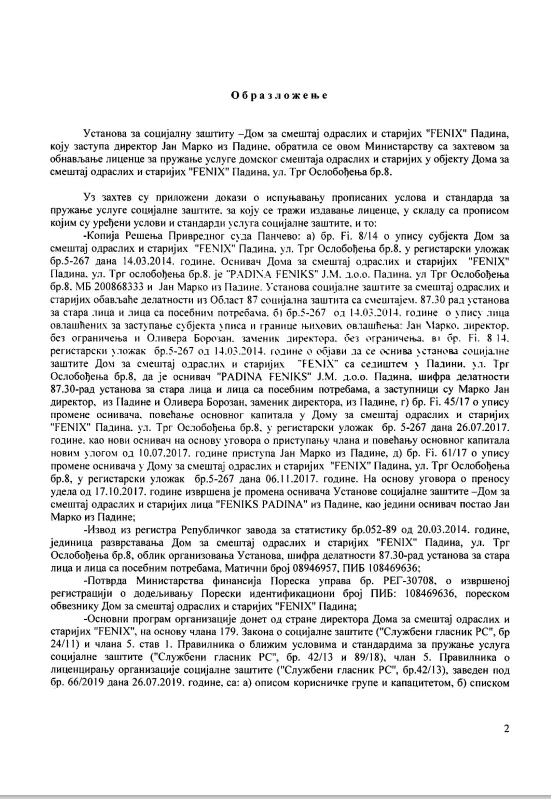 О б р а з л о ж е њ е
Установа за социјалну заштиту –Дом за смештај одраслих и старијих "FENIX" Падина,
коју заступа директор Јан Марко из Падине, обратила се овом Министарству са захтевом за
обнављање лиценце за пружање услуге домског смештаја одраслих и старијих у објекту Дома за
смештај одраслих и старијих "FENIX" Падина, ул. Трг Ослобођења бр.8.
Уз захтев су приложени докази о испуњавању прописаних услова и стандарда за
пружање услуге социјалне заштите, за коју се тражи издавање лиценце, у складу са прописом
којим су уређени услови и стандарди услуга социјалне заштите, и то:
-Копија Решења Привредног суда Панчево: а) бр. Fi. 8/14 о упису субјекта Дом за
смештај одраслих и старијих "FENIX" Падина, ул. Трг Ослобођења бр.8, у регистарски уложак
бр.5-267 дана 14.03.2014. године. Оснивач Дома за смештај одраслих и старијих "FENIX"
Падина, ул. Трг ослобођења бр.8. је "PADINA FENIKS" J.M. д.о.о. Падина, ул Трг Ослобођења
бр.8, МБ 200868333 и Јан Марко из Падине. Установа социјалне заштите за смештај одраслих и
старијих обављаће делатности из Област 87 социјална заштита са смештајем. 87.30 рад установа
за стара лица и лица са посебним потребама, б) бр.5-267 од 14.03.2014. године о упису лица
овлашћених за заступање субјекта уписа и границе њихових овлашћења: Јан Марко, директор,
без ограничења и Оливера Борозан, заменик директора, без ограничења, в) бр. Fi. 8 14,
регистарски уложак бр.5-267 од 14.03.2014. године о објави да се оснива установа социјалне
заштите Дом за смештај одраслих и старијих "FENIX" са седиштем у Падини, ул. Трг
Ослобођења бр.8, да је оснивач "PADINA FENIKS" J.M. д.о.о. Падина, шифра делатности
87.30-рад установа за стара лица и лица са посебним потребама, а заступници су Марко Јан
директор, из Падине и Оливера Борозан, заменик директора, из Падине, г) бр. Fi. 45/17 о упису
промене оснивача, повећање основног капитала у Дому за смештај одраслих и старијих
"FENIX" Падина. ул. Трг Ослобођења бр.8, у регистарски уложак бр. 5-267 дана 26.07.2017.
године. као нови оснивач на основу уговора о приступању члана и повећању основног капитала
новим улогом од 10.07.2017. године приступа Јан Марко из Падине, д) бр. Fi. 61/17 о упису
промене оснивача у Дому за смештај одраслих и старијих "FENIX" Падина, ул. Трг Ослобођења
бр.8, у регистарски уложак бр.5-267 дана 06.11.2017. године. На основу уговора о преносу
удела од 17.10.2017. године извршена је промена оснивача Установе социјалне заштите –Дом за
смештај одраслих и старијих лица "FENIKS PADINA" из Падине, као једини оснивач постао Јан
Марко из Падине;
-Извод из регистра Републичког завода за статистику бр.052-89 од 20.03.2014. године,
јединица разврставања Дом за смештај одраслих и старијих "FENIX" Падина, ул. Трг
Ослобођења бр.8, облик организовања Установа, шифра делатности 87.30-рад установа за стара
лица и лица са посебним потребама, Матични број 08946957, ПИБ 108469636;
-Потврда Министарства финансија Пореска управа бр. РЕГ-30708, о извршеној
регистрацији о додељивању Порески идентификациони број ПИБ: 108469636, пореском
обвезнику Дом за смештај одраслих и старијих "FENIX" Падина;
-Основни програм организације донет од стране директора Дома за смештај одраслих и
старијих "FENIX", на основу члана 179. Закона о социјалне заштите ("Службени гласник РС", бр
24/11) и члана 5. став 1. Правилника о ближим условима и стандардима за пружање услуга
социјалне заштите ("Службени гласник РС", бр. 42/13 и 89/18), члан 5. Правилника о
лиценцирању организације социјалне заштите ("Службени гласник РС", бр.42/13), заведен под
бр. 66/2019 дана 26.07.2019. године, са: а) описом корисничке групе и капацитетом, б) списком
2